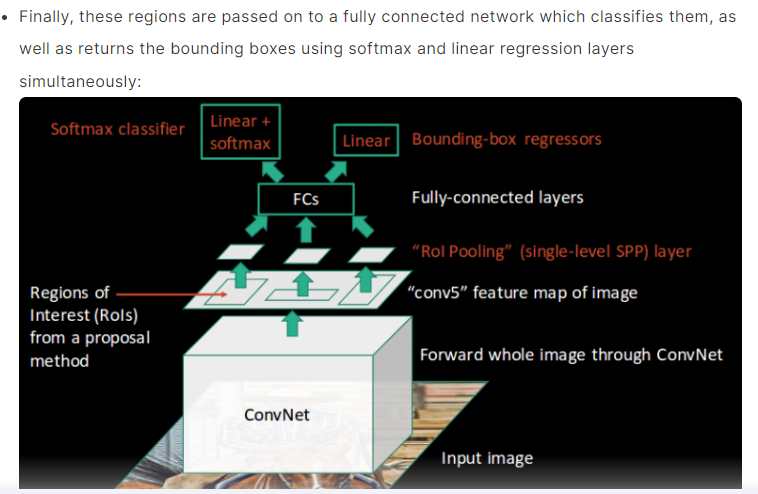 Finally, these regions are passed on to a fully connected network which classifies them, as
well as returns the bounding boxes using softmax and linear regression layers
simultaneously:
Softmax classifier
Linear +
softmax
Linear
Bounding-box regressors
FCs
Fully-connected layers
"RoI Pooling" (single-level SPP) layer
Regions of
Interest (RoIs)
from a proposal
method
"conv5" feature map of image
Forward whole image through ConvNet
ConvNet
Input image